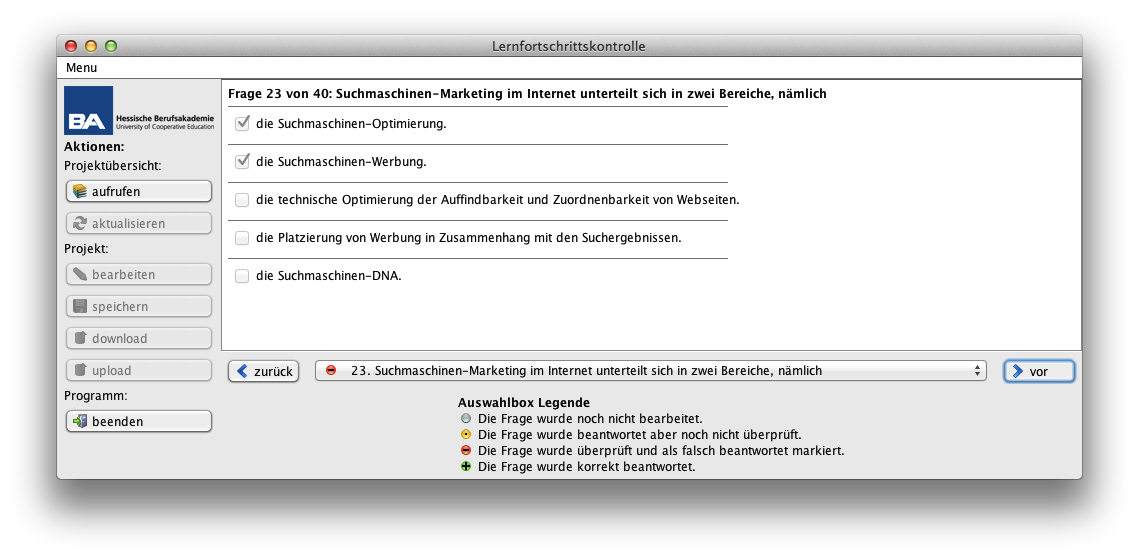 Lernfortschrittskontrolle
Menu
BA
Hessische Berufsakademie
University of Cooperative Education
Aktionen:
Projektübersicht:
aufrufen
aktualisieren
Projekt:
bearbeiten
speichern
download
upload
Programm:
beenden
Frage 23 von 40: Suchmaschinen-Marketing im Internet unterteilt sich in zwei Bereiche, nämlich
die Suchmaschinen-Optimierung.
die Suchmaschinen-Werbung.
die technische Optimierung der Auffindbarkeit und Zuordnenbarkeit von Webseiten.
die Platzierung von Werbung in Zusammenhang mit den Suchergebnissen.
die Suchmaschinen-DNA.
zurück
23. Suchmaschinen-Marketing im Internet unterteilt sich in zwei Bereiche, nämlich
vor
Auswahlbox Legende
Die Frage wurde noch nicht bearbeitet.
Die Frage wurde beantwortet aber noch nicht überprüft.
Die Frage wurde überprüft und als falsch beantwortet markiert.
Die Frage wurde korrekt beantwortet.